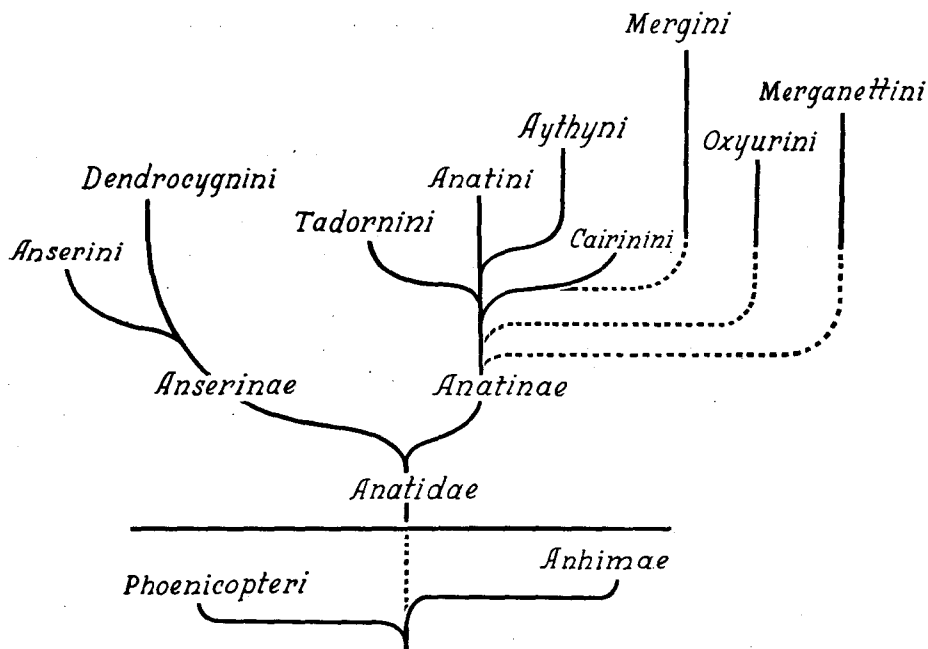 Mergini
Merganettini
Aythyni
Oxyurini
Dendrocygnini
Anatini
Tadornini
Cairinini
Anserini
Anserinae
Anatinae
Anatidae
Anhimae
Phoenicopteri